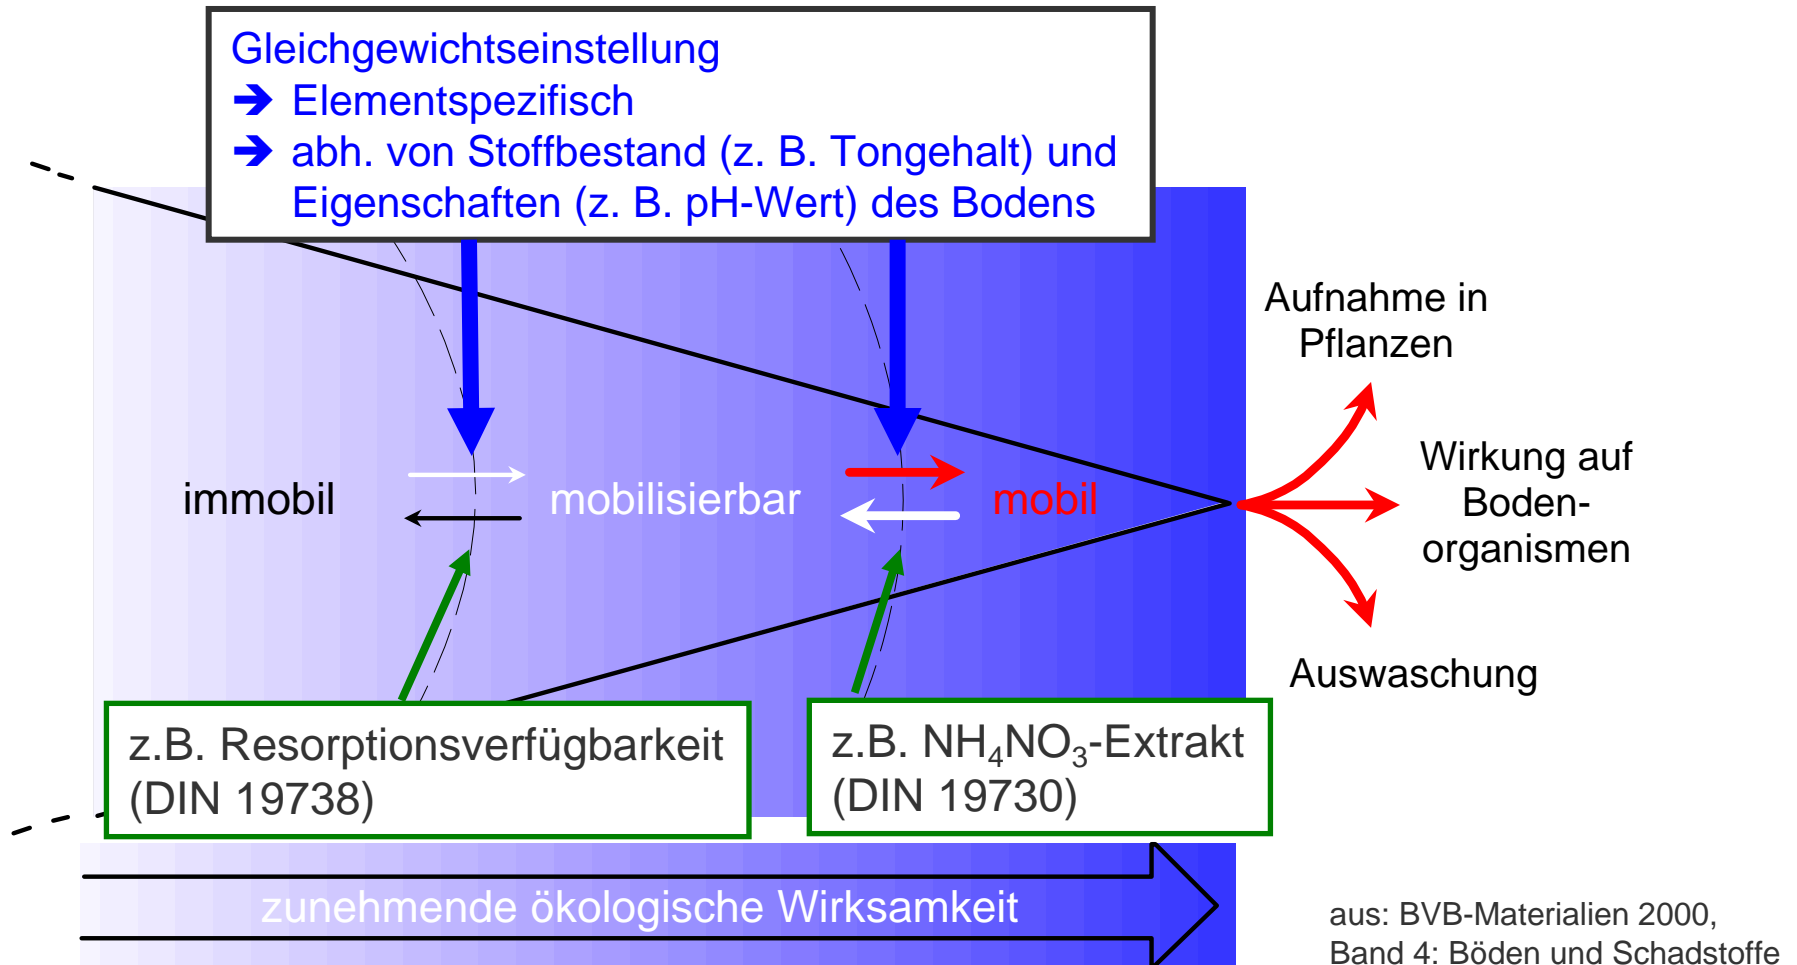 Gleichgewichtseinstellung
➔ Elementspezifisch
➔ abh. von Stoffbestand (z. B. Tongehalt) und
Eigenschaften (z. B. pH-Wert) des Bodens
Aufnahme in
Pflanzen
immobil
mobilisierbar
mobil
Wirkung auf
Boden-
organismen
Auswaschung
z.B. Resorptionsverfügbarkeit
(DIN 19738)
z.B. NH₄NO₃-Extrakt
(DIN 19730)
zunehmende ökologische Wirksamkeit
aus: BVB-Materialien 2000,
Band 4: Böden und Schadstoffe